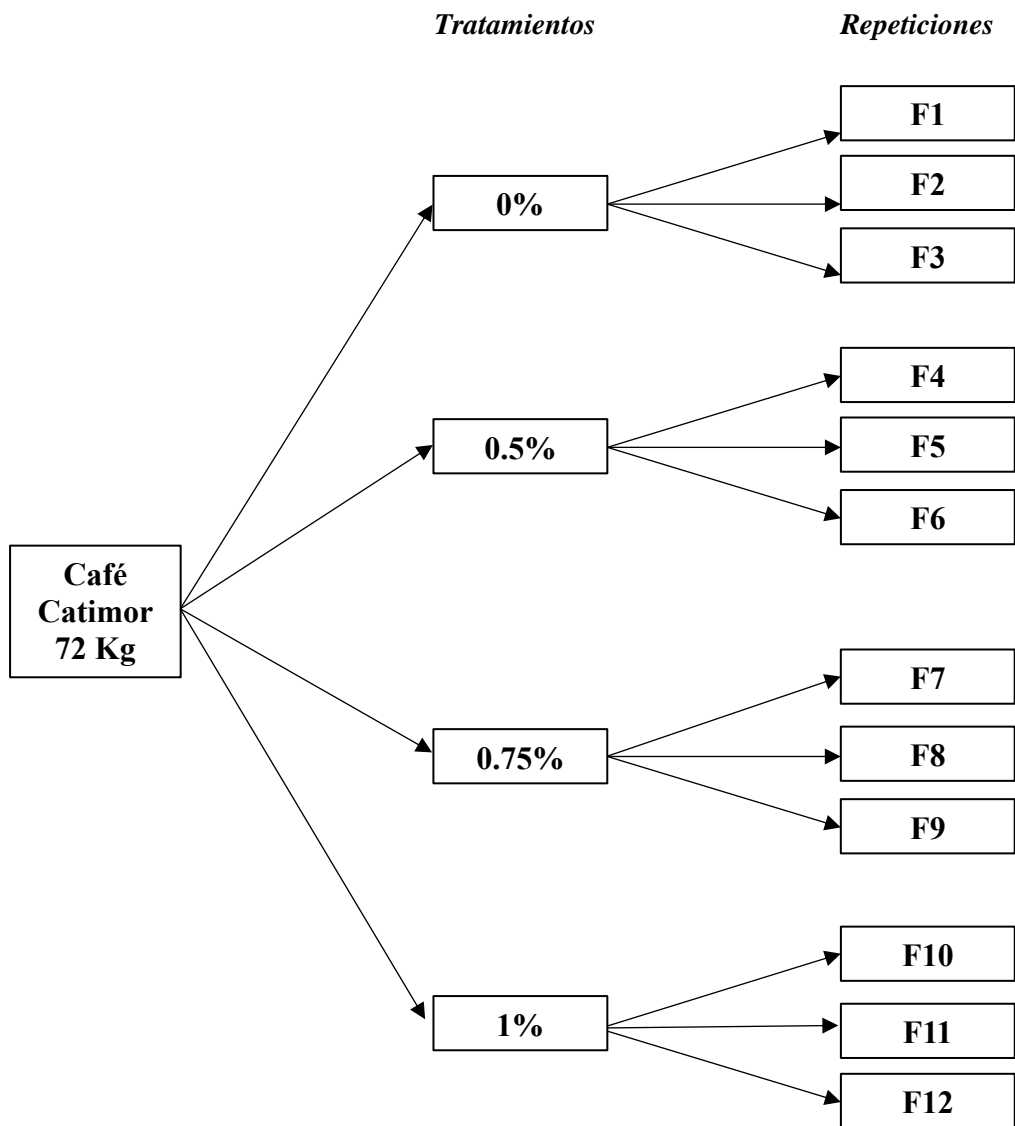 Tratamientos
Repeticiones
F1
F2
0%
F3
F4
0.5%
F5
F6
Café
Catimor
72 Kg
F7
0.75%
F8
F9
F10
1%
F11
F12